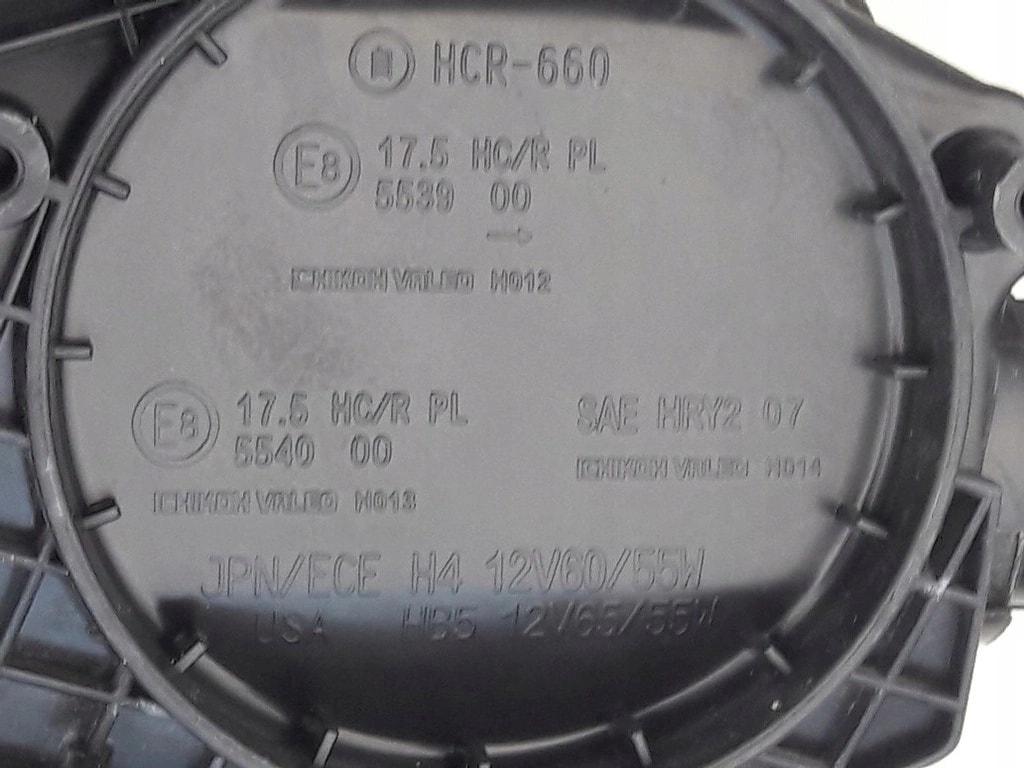 HCR-660
E8 17.5 HC/R PL
5539 00
→
ICHIKOH VALEO H012
E8 17.5 HC/R PL
5540 00
ICHIKOH VALEO H013
SAE HRY2 07
ICHIKOH VALEO H014
JPN/ECE H4 12V60/55W
USA HB5 12V65/55W